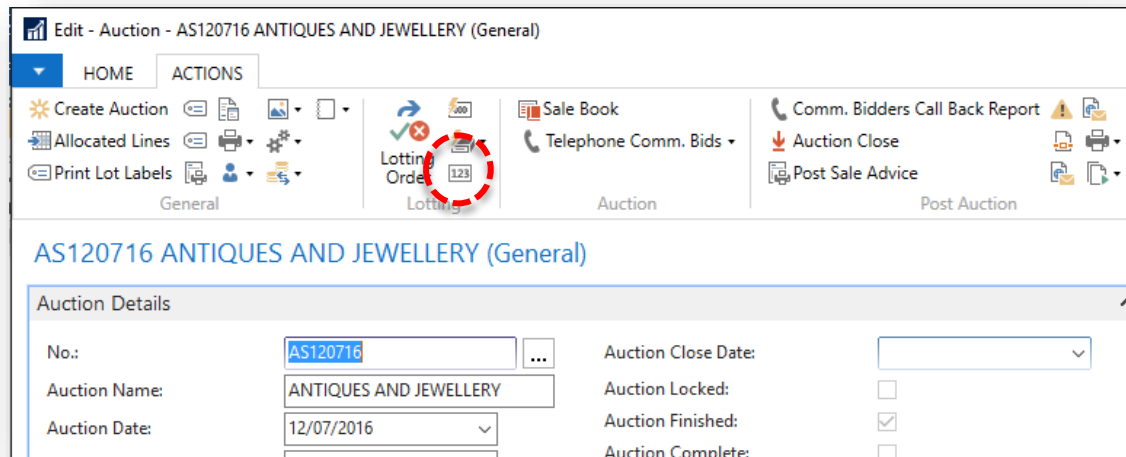 Edit - Auction - AS120716 ANTIQUES AND JEWELLERY (General)
HOME ACTIONS
Create Auction
Allocated Lines
Print Lot Labels
General
Lotting
Order
123
Lotting
Sale Book
Telephone Comm. Bids
Auction
Comm. Bidders Call Back Report
Auction Close
Post Sale Advice
Post Auction
AS120716 ANTIQUES AND JEWELLERY (General)
Auction Details
No.: AS120716 ... Auction Close Date:
Auction Name: ANTIQUES AND JEWELLERY Auction Locked:
Auction Date: 12/07/2016 Auction Finished:
Auction Complete: